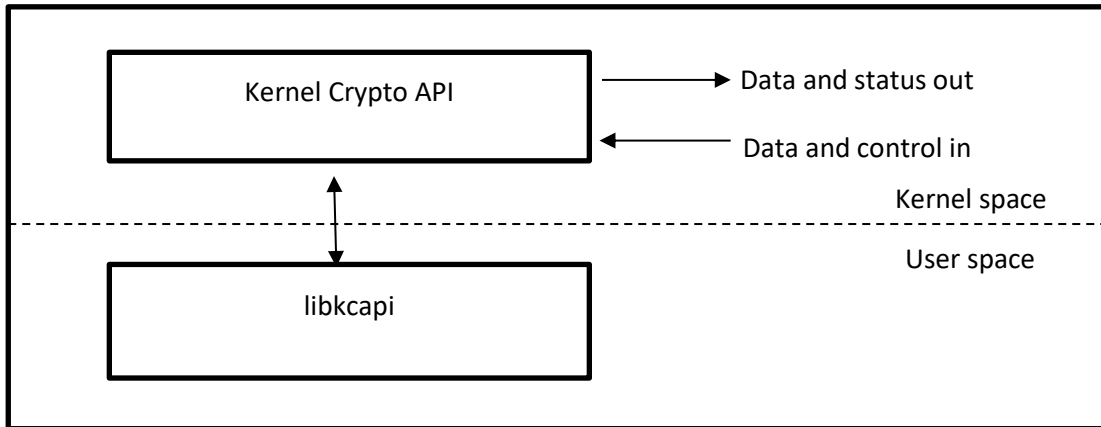 Kernel Crypto API
Data and status out
Data and control in
Kernel space
User space
libkcapi